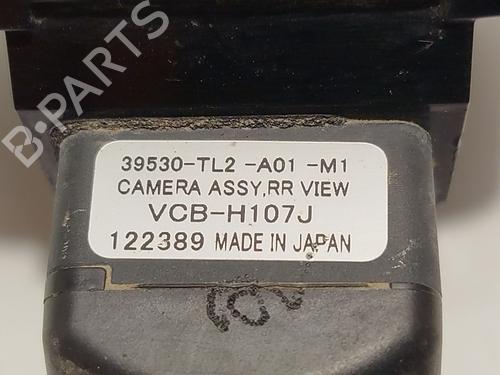 B-PARTS
39530-TL2 -A01 -M1
CAMERA ASSY,RR VIEW
VCB-H107J
122389 MADE IN JAPAN